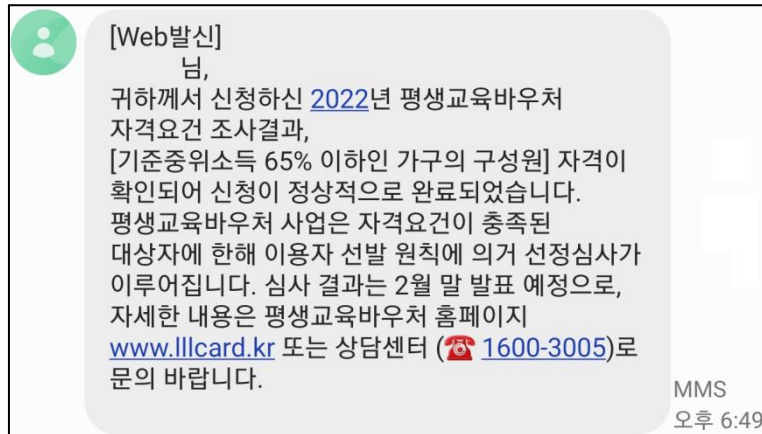 [Web발신]
님,
귀하께서 신청하신 2022년 평생교육바우처
자격요건 조사결과,
[기준중위소득 65% 이하인 가구의 구성원] 자격이
확인되어 신청이 정상적으로 완료되었습니다.
평생교육바우처 사업은 자격요건이 충족된
대상자에 한해 이용자 선발 원칙에 의거 선정심사가
이루어집니다. 심사 결과는 2월 말 발표 예정으로,
자세한 내용은 평생교육바우처 홈페이지
www.lllcard.kr 또는 상담센터 (☎ 1600-3005)로
문의 바랍니다.
MMS
오후 6:49